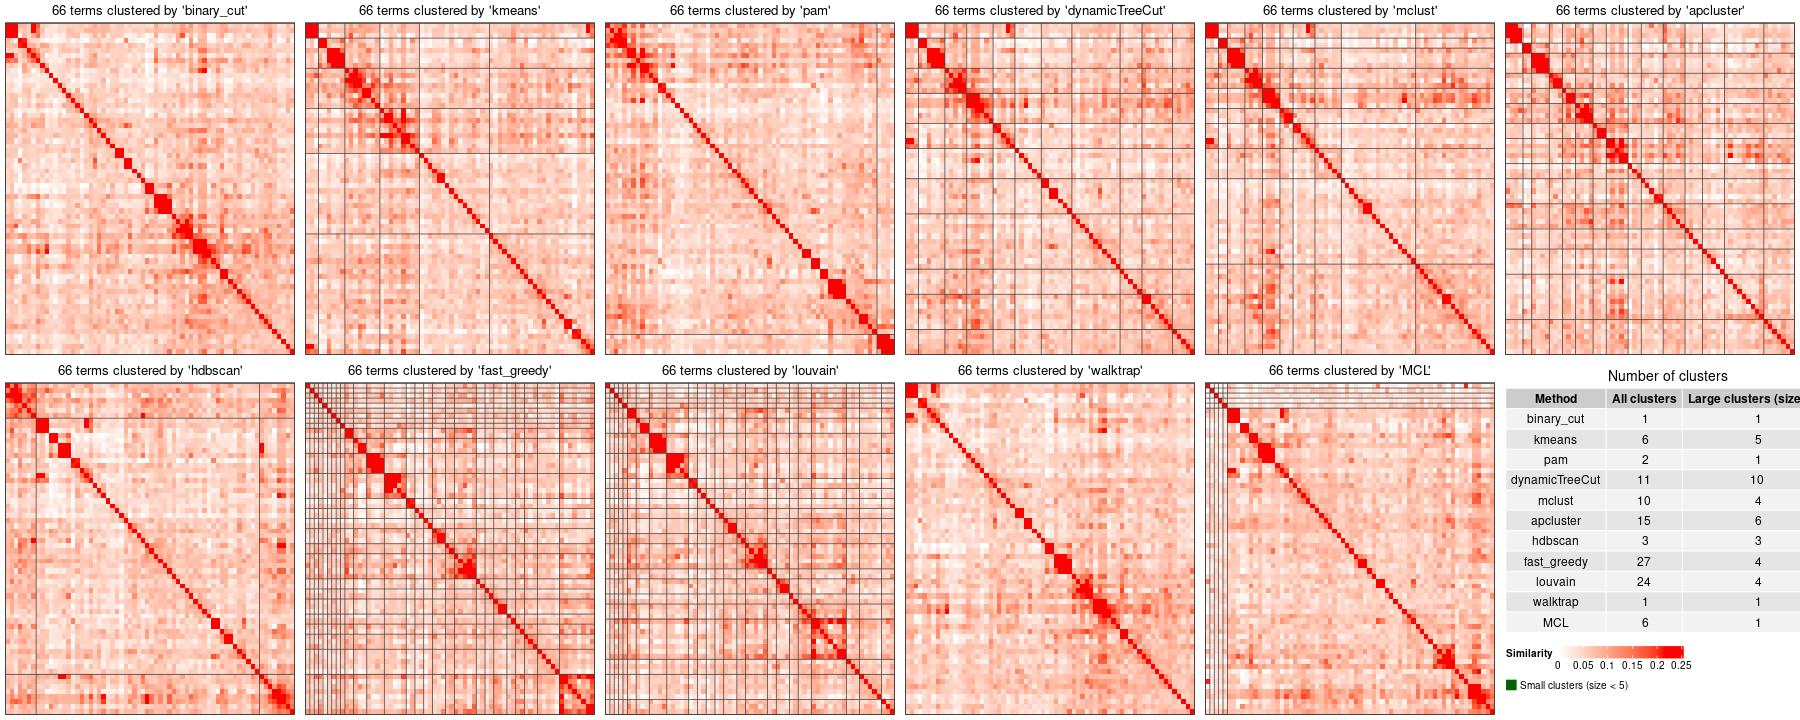 66 terms clustered by 'binary_cut'
66 terms clustered by 'kmeans'
66 terms clustered by 'pam'
66 terms clustered by 'dynamicTreeCut'
66 terms clustered by 'mclust'
66 terms clustered by 'apcluster'
66 terms clustered by 'hdbscan'
66 terms clustered by 'fast_greedy'
66 terms clustered by 'louvain'
66 terms clustered by 'walktrap'
66 terms clustered by 'MCL'
Number of clusters
Method All clusters Large clusters (size
binary_cut 1 1
kmeans 6 5
pam 2 1
dynamicTreeCut 11 10
mclust 10 4
apcluster 15 6
hdbscan 3 3
fast_greedy 27 4
louvain 24 4
walktrap 1 1
MCL 6 1
Similarity
0 0.05 0.1 0.15 0.2 0.25
Small clusters (size < 5)